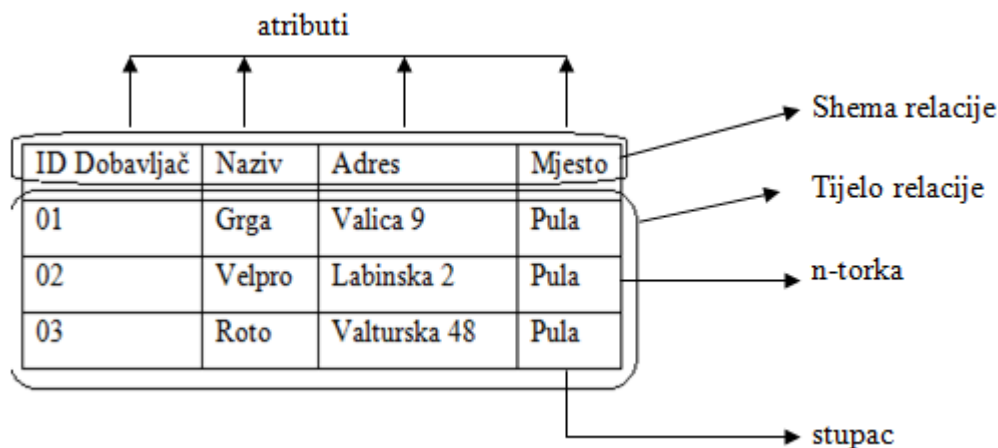 atributi
Shema relacije
ID Dobavljač Naziv Adres Mjesto
Tijelo relacije
01 Grga Valica 9 Pula
02 Velpro Labinska 2 Pula
n-torka
03 Roto Valturska 48 Pula
stupac